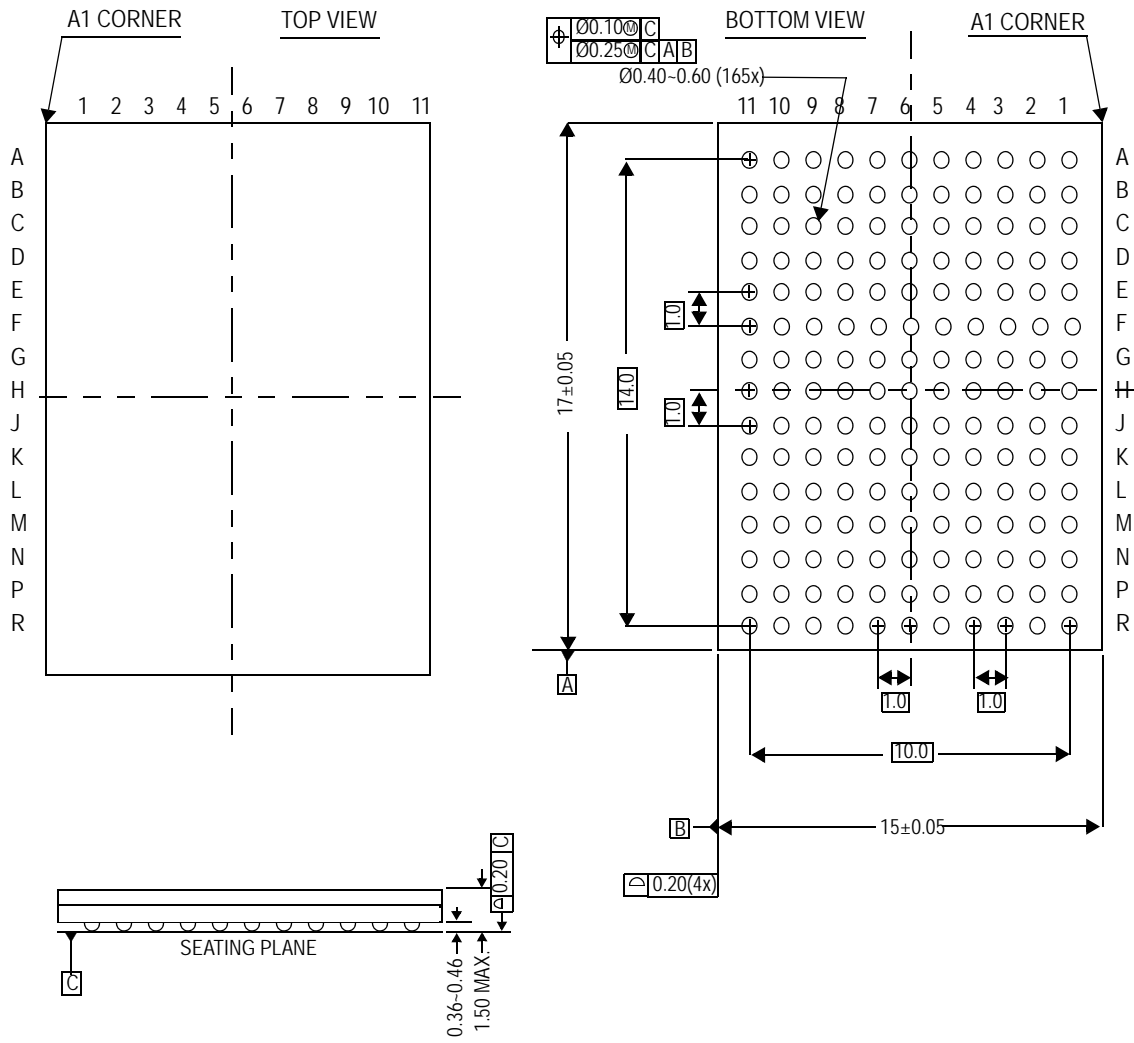 A1 CORNER
TOP VIEW
1 2 3 4 5 6 7 8 9 10 11
A
B
C
D
E
F
G
H
J
K
L
M
N
P
R
Ø0.10Ⓜ C
Ø0.25Ⓜ C A B
Ø0.40~0.60 (165x)
BOTTOM VIEW
A1 CORNER
11 10 9 8 7 6 5 4 3 2 1
A
B
C
D
E
F
G
H
J
K
L
M
N
P
R
1.0
1.0
14.0
17±0.05
A
1.0
1.0
10.0
B
15±0.05
0.20(4x)
0.20 C
SEATING PLANE
C
0.36~0.46
1.50 MAX.